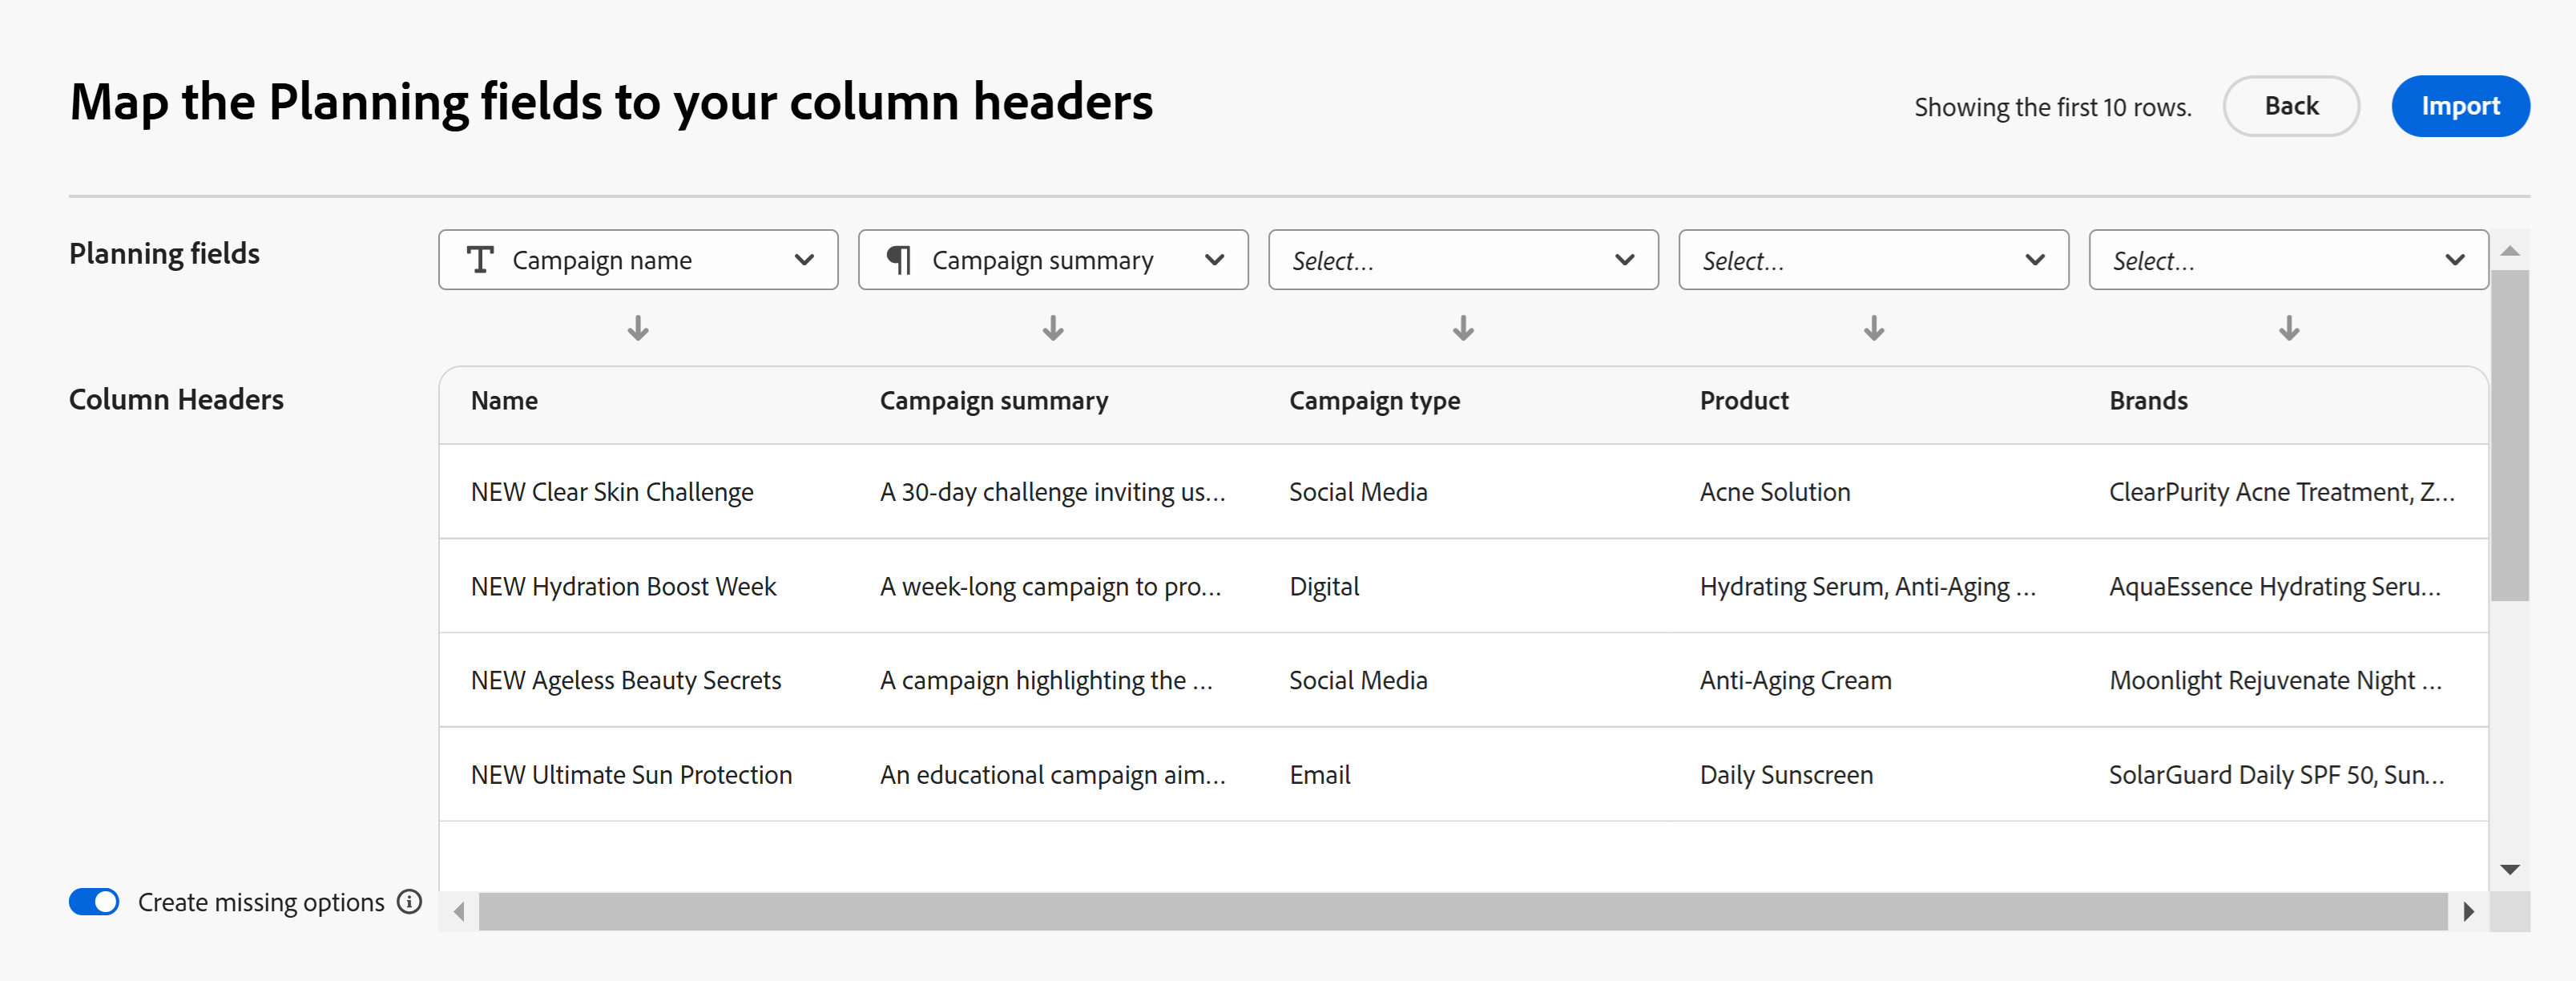 Map the Planning fields to your column headers
Showing the first 10 rows.
Back
Import
Planning fields
Campaign name
Campaign summary
Select...
Select...
Select...
Column Headers
Name Campaign summary Campaign type Product Brands
NEW Clear Skin Challenge A 30-day challenge inviting us... Social Media Acne Solution ClearPurity Acne Treatment, Z...
NEW Hydration Boost Week A week-long campaign to pro... Digital Hydrating Serum, Anti-Aging ... AquaEssence Hydrating Seru...
NEW Ageless Beauty Secrets A campaign highlighting the ... Social Media Anti-Aging Cream Moonlight Rejuvenate Night ...
NEW Ultimate Sun Protection An educational campaign aim... Email Daily Sunscreen SolarGuard Daily SPF 50, Sun...
Create missing options